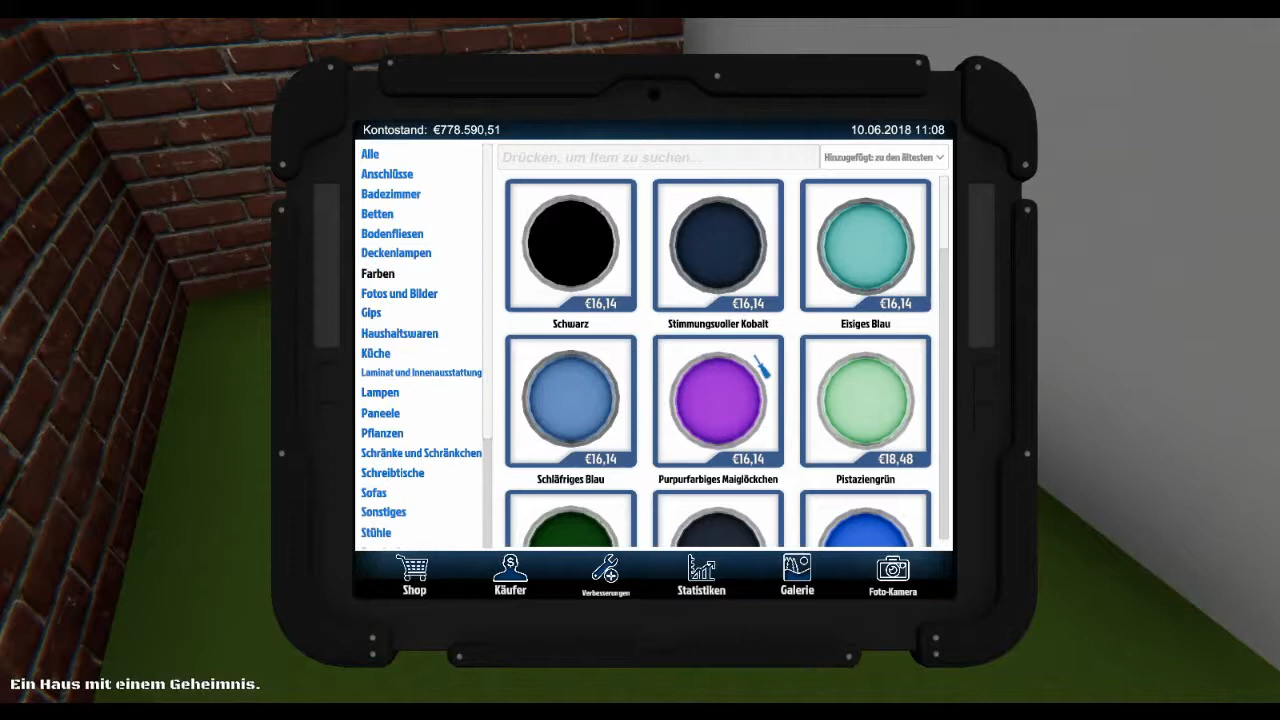 Kontostand: €778.590,51
10.06.2018 11:08
Alle
Anschlüsse
Badezimmer
Betten
Bodenfliesen
Deckenlampen
Farben
Fotos und Bilder
Gips
Haushaltswaren
Küche
Laminat und Innenausstattung
Lampen
Paneele
Pflanzen
Schränke und Schränkchen
Schreibtische
Sofas
Sonstiges
Stühle
Drücken, um Item zu suchen...
Hinzugefügt: zu den ältesten
€16,14 €16,14 €16,14
Schwarz Stimmungsvoller Kobalt Eisiges Blau
€16,14 €16,14 €18,48
Schläfriges Blau Purpurfarbiges Maiglöckchen Pistaziengrün
Shop Käufer Verbesserungen Statistiken Galerie Foto-Kamera
Ein Haus mit einem Geheimnis.